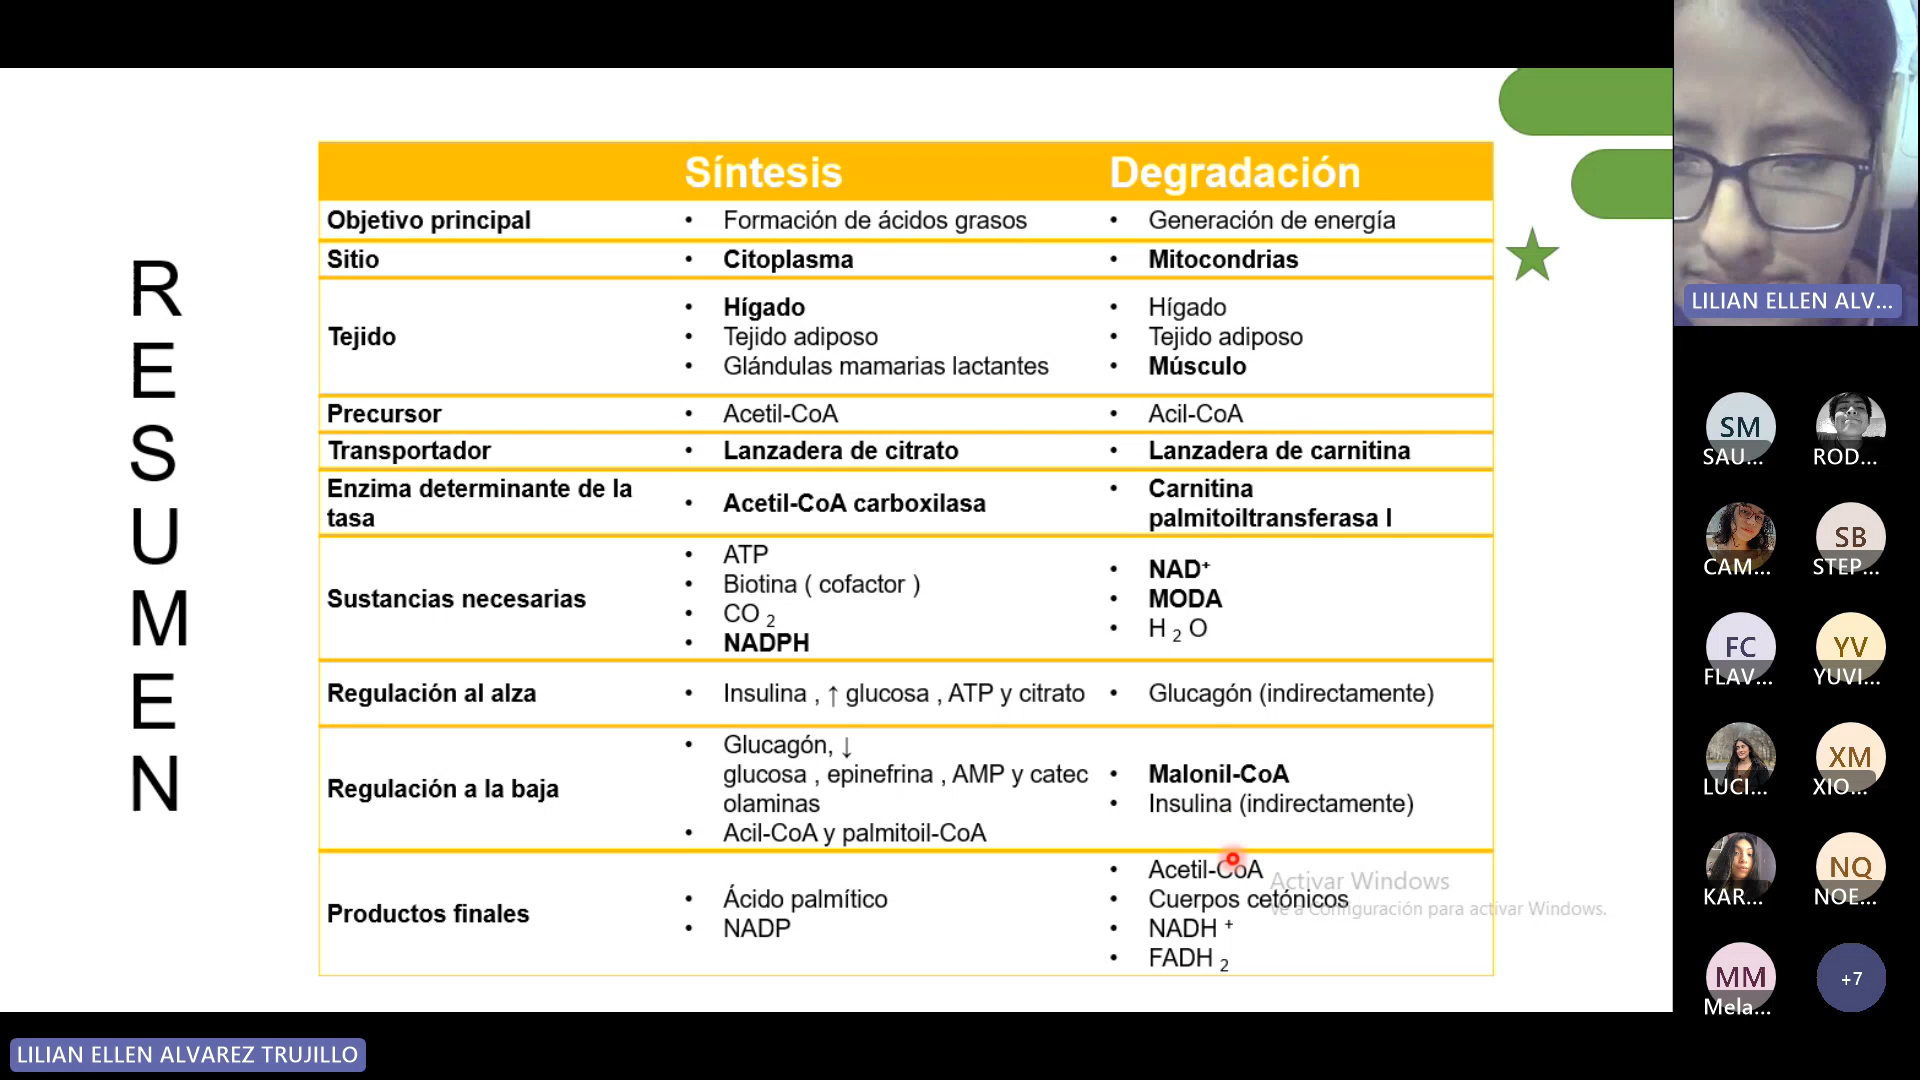 RESUMEN
Síntesis Degradación
Objetivo principal • Formación de ácidos grasos • Generación de energía
Sitio • Citoplasma • Mitocondrias
Tejido
• Hígado
• Tejido adiposo
• Glándulas mamarias lactantes
• Hígado
• Tejido adiposo
• Músculo
Precursor • Acetil-CoA • Acil-CoA
Transportador • Lanzadera de citrato • Lanzadera de carnitina
Enzima determinante de la
tasa
• Acetil-CoA carboxilasa
• Carnitina
palmitoiltransferasa I
Sustancias necesarias
• ATP
• Biotina ( cofactor )
• CO 2
• NADPH
• NAD+
• MODA
• H 2 O
Regulación al alza • Insulina , ↑ glucosa , ATP y citrato • Glucagón (indirectamente)
Regulación a la baja
• Glucagón, ↓
glucosa , epinefrina , AMP y catec
olaminas
• Acil-CoA y palmitoil-CoA
• Malonil-CoA
• Insulina (indirectamente)
Productos finales
• Ácido palmítico
• NADP
• Acetil-CoA
• Cuerpos cetónicos
• NADH +
• FADH 2
Activar Windows
Ve a Configuración para activar Windows.
LILIAN ELLEN ALV...
SM
SAU...
ROD...
CAM...
SB
STEP...
FC
FLAV...
YV
YUVI...
LUCI...
XM
XIO...
KAR...
NQ
NOE...
MM
Mela...
+7
LILIAN ELLEN ALVAREZ TRUJILLO